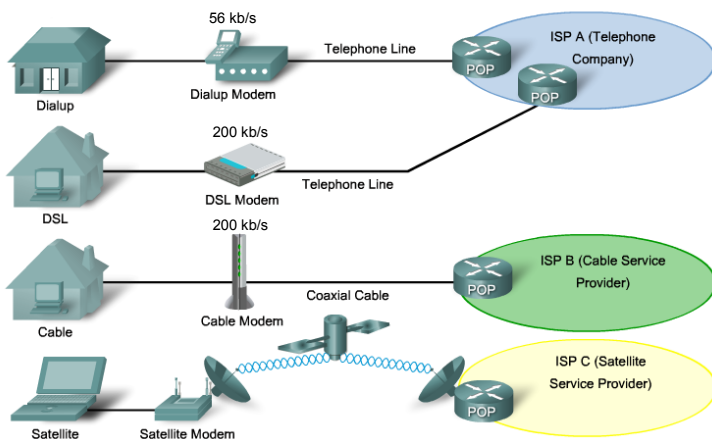 56 kb/s
Telephone Line
ISP A (Telephone
Company)
POP
POP
Dialup
Dialup Modem
200 kb/s
DSL
DSL Modem
Telephone Line
200 kb/s
ISP B (Cable Service
Provider)
POP
Coaxial Cable
Cable
Cable Modem
ISP C (Satellite
Service Provider)
POP
Satellite
Satellite Modem